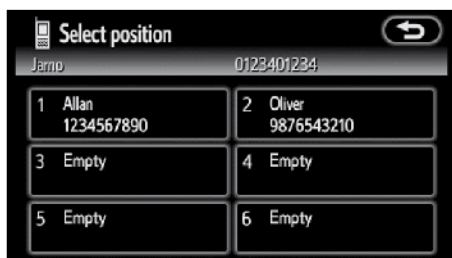 Select position
Jarno 0123401234
1 Allan 2 Oliver
1234567890 9876543210
3 Empty 4 Empty
5 Empty 6 Empty